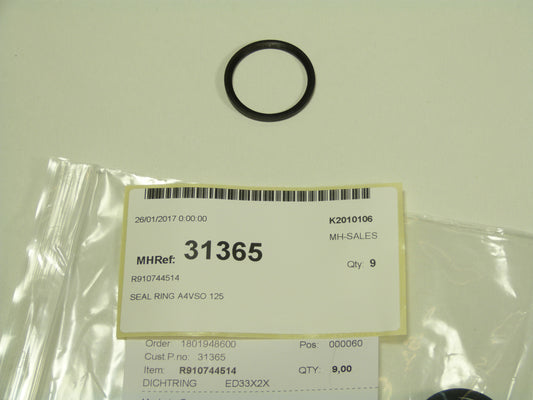 26/01/2017 0:00:00 K2010106
MH-SALES
MHRef: 31365 Qty: 9
R910744514
SEAL RING A4VSO 125
Order: 1801948600 Pos: 000060
Cust.P.no: 31365
Item: R910744514 QTY: 9,00
DICHTRING ED33X2X